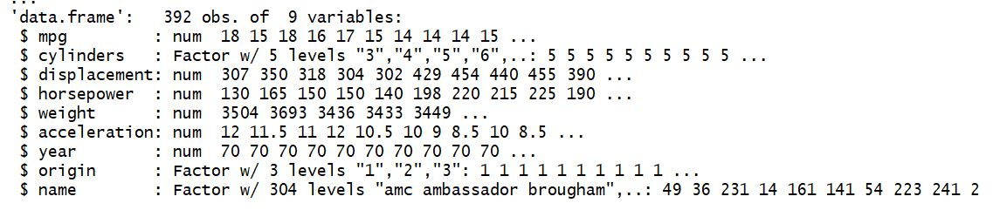 ...
'data.frame':   392 obs. of  9 variables:
 $ mpg         : num  18 15 18 16 17 15 14 14 14 15 ...
 $ cylinders   : Factor w/ 5 levels "3","4","5","6",..: 5 5 5 5 5 5 5 5 5 5 ...
 $ displacement: num  307 350 318 304 302 429 454 440 455 390 ...
 $ horsepower  : num  130 165 150 150 140 198 220 215 225 190 ...
 $ weight      : num  3504 3693 3436 3433 3449 ...
 $ acceleration: num  12 11.5 11 12 10.5 10 9 8.5 10 8.5 ...
 $ year        : num  70 70 70 70 70 70 70 70 70 70 ...
 $ origin      : Factor w/ 3 levels "1","2","3": 1 1 1 1 1 1 1 1 1 1 ...
 $ name        : Factor w/ 304 levels "amc ambassador brougham",..: 49 36 231 14 161 141 54 223 241 2